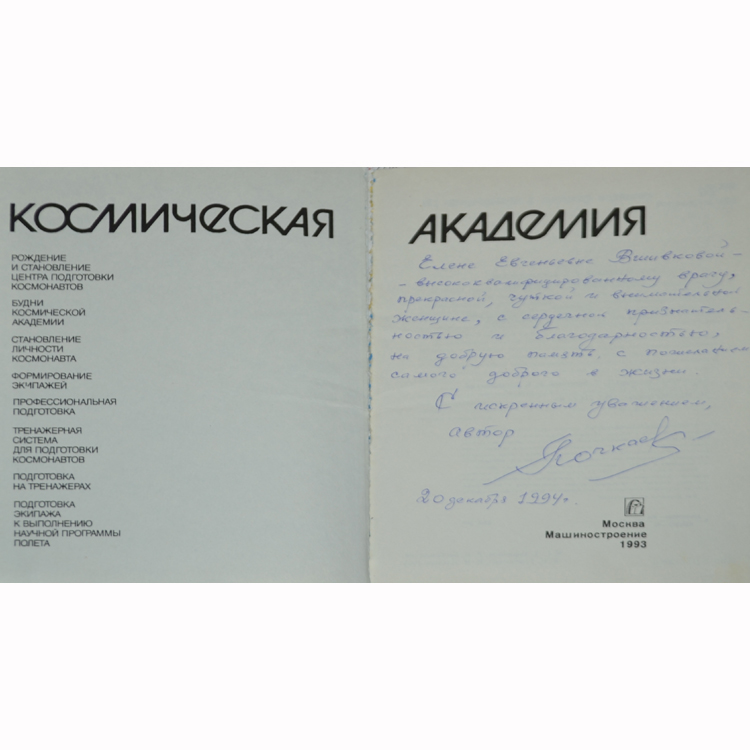 КОСМИЧЕСКАЯ
РОЖДЕНИЕ
И СТАНОВЛЕНИЕ
ЦЕНТРА ПОДГОТОВКИ
КОСМОНАВТОВ
БУДНИ
КОСМИЧЕСКОЙ
АКАДЕМИИ
СТАНОВЛЕНИЕ
ЛИЧНОСТИ
КОСМОНАВТА
ФОРМИРОВАНИЕ
ЭКИПАЖЕЙ
ПРОФЕССИОНАЛЬНАЯ
ПОДГОТОВКА
ТРЕНАЖЕРНАЯ
СИСТЕМА
ДЛЯ ПОДГОТОВКИ
КОСМОНАВТОВ
ПОДГОТОВКА
НА ТРЕНАЖЕРАХ
ПОДГОТОВКА
ЭКИПАЖА
К ВЫПОЛНЕНИЮ
НАУЧНОЙ ПРОГРАММЫ
ПОЛЕТА
АКАДЕМИЯ
Елене Евгеньевне Вшивковой -
- высококвалифицированному врачу,
прекрасной, чуткой и внимательной
женщине, с сердечной признатель-
ностью и благодарностью,
на добрую память с пожеланием
самого доброго в жизни.
С искренным уважением,
автор
20 декабря 1994г.
Москва
Машиностроение
1993